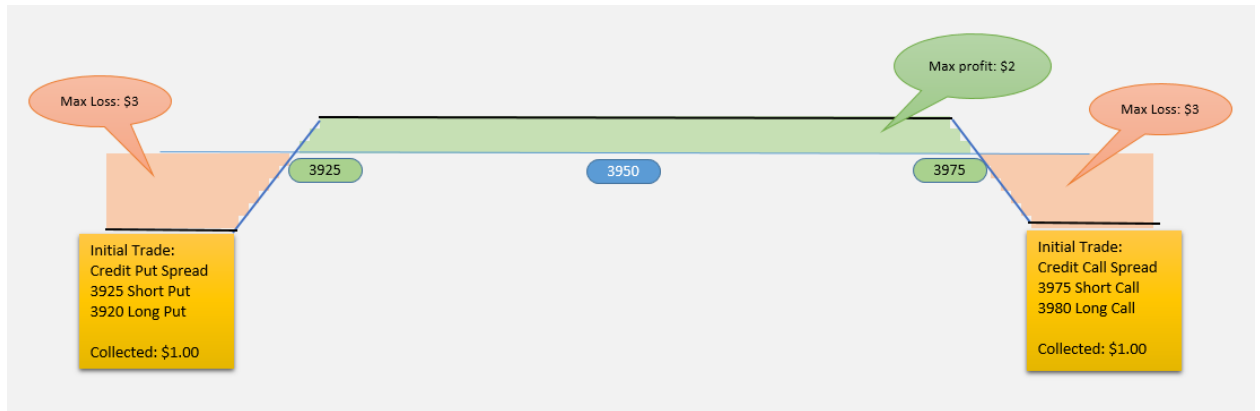 Max profit: $2
Max Loss: $3
Max Loss: $3
3925
3950
3975
Initial Trade:
Credit Put Spread
3925 Short Put
3920 Long Put
Collected: $1.00
Initial Trade:
Credit Call Spread
3975 Short Call
3980 Long Call
Collected: $1.00